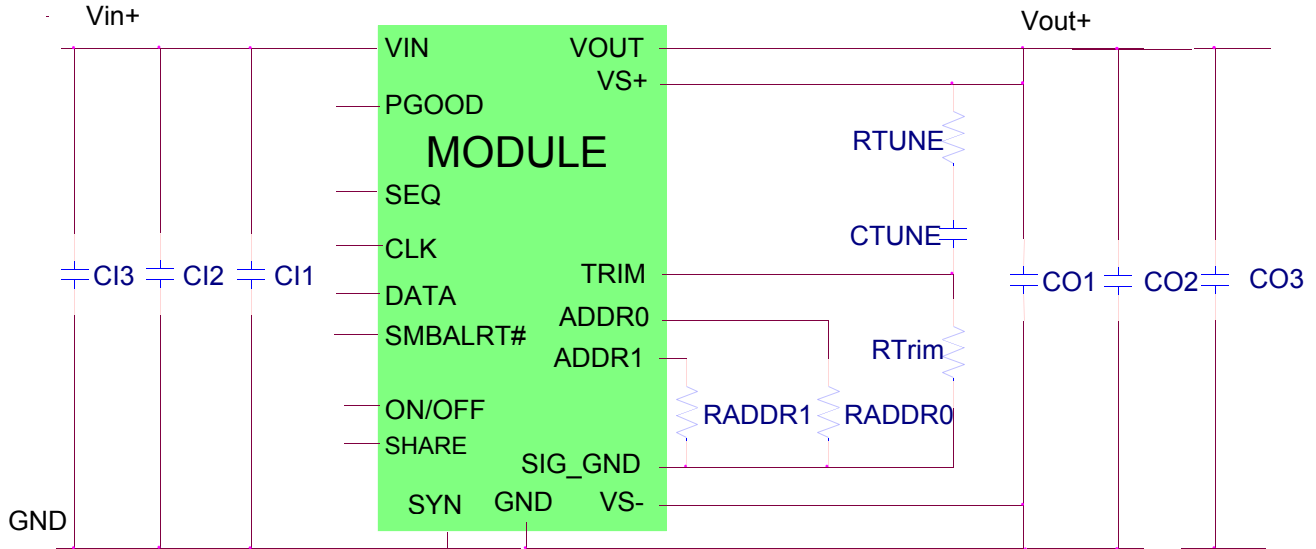 Vin+
Vout+
VIN
VOUT
VS+
PGOOD
RTUNE
MODULE
SEQ
CTUNE
CLK
TRIM
CI3
CI2
CI1
CO1
CO2
CO3
DATA
ADDR0
SMBALRT#
ADDR1
RTrim
ON/OFF
RADDR1
RADDR0
SHARE
SIG_GND
SYN
GND
VS-
GND